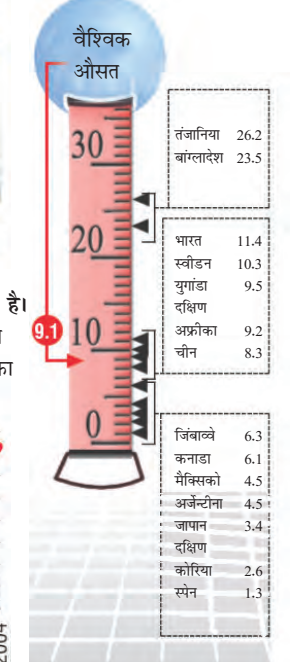 वैश्विक
औसत
30
20
10
0
9.1
है।
तंजानिया 26.2
बांग्लादेश 23.5
भारत 11.4
स्वीडन 10.3
युगांडा 9.5
दक्षिण
अफ्रीका 9.2
चीन 8.3
जिंबाव्वे 6.3
कनाडा 6.1
मैक्सिको 4.5
अर्जेन्टीना 4.5
जापान 3.4
दक्षिण
कोरिया 2.6
स्पेन 1.3
2004